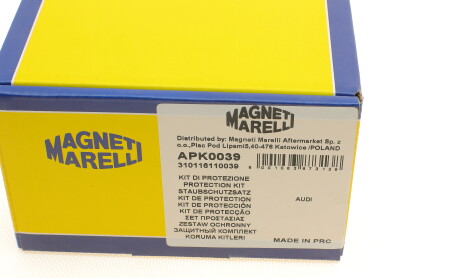 MAGNETI
MARELLI
MAGNETI
MARELLI
Distributed by: Magneti Marelli Aftermarket Sp. z
o.o.,Plac Pod Lipami5,40-476 Katowice /POLAND
APK0039
310116110039
KIT DI PROTEZIONE
PROTECTION KIT
STAUBSCHUTZSATZ
KIT DE PROTECTION
KIT DE PROTECCIÓN
KIT DE PROTECÇÃO
ΣΕΤ ΠΡΟΣΤΑΣΙΑΣ
ZESTAW OCHRONNY
ЗАЩИТНЫЙ КОМПЛЕКТ
KORUMA KITLERI
AUDI
MADE IN PRC